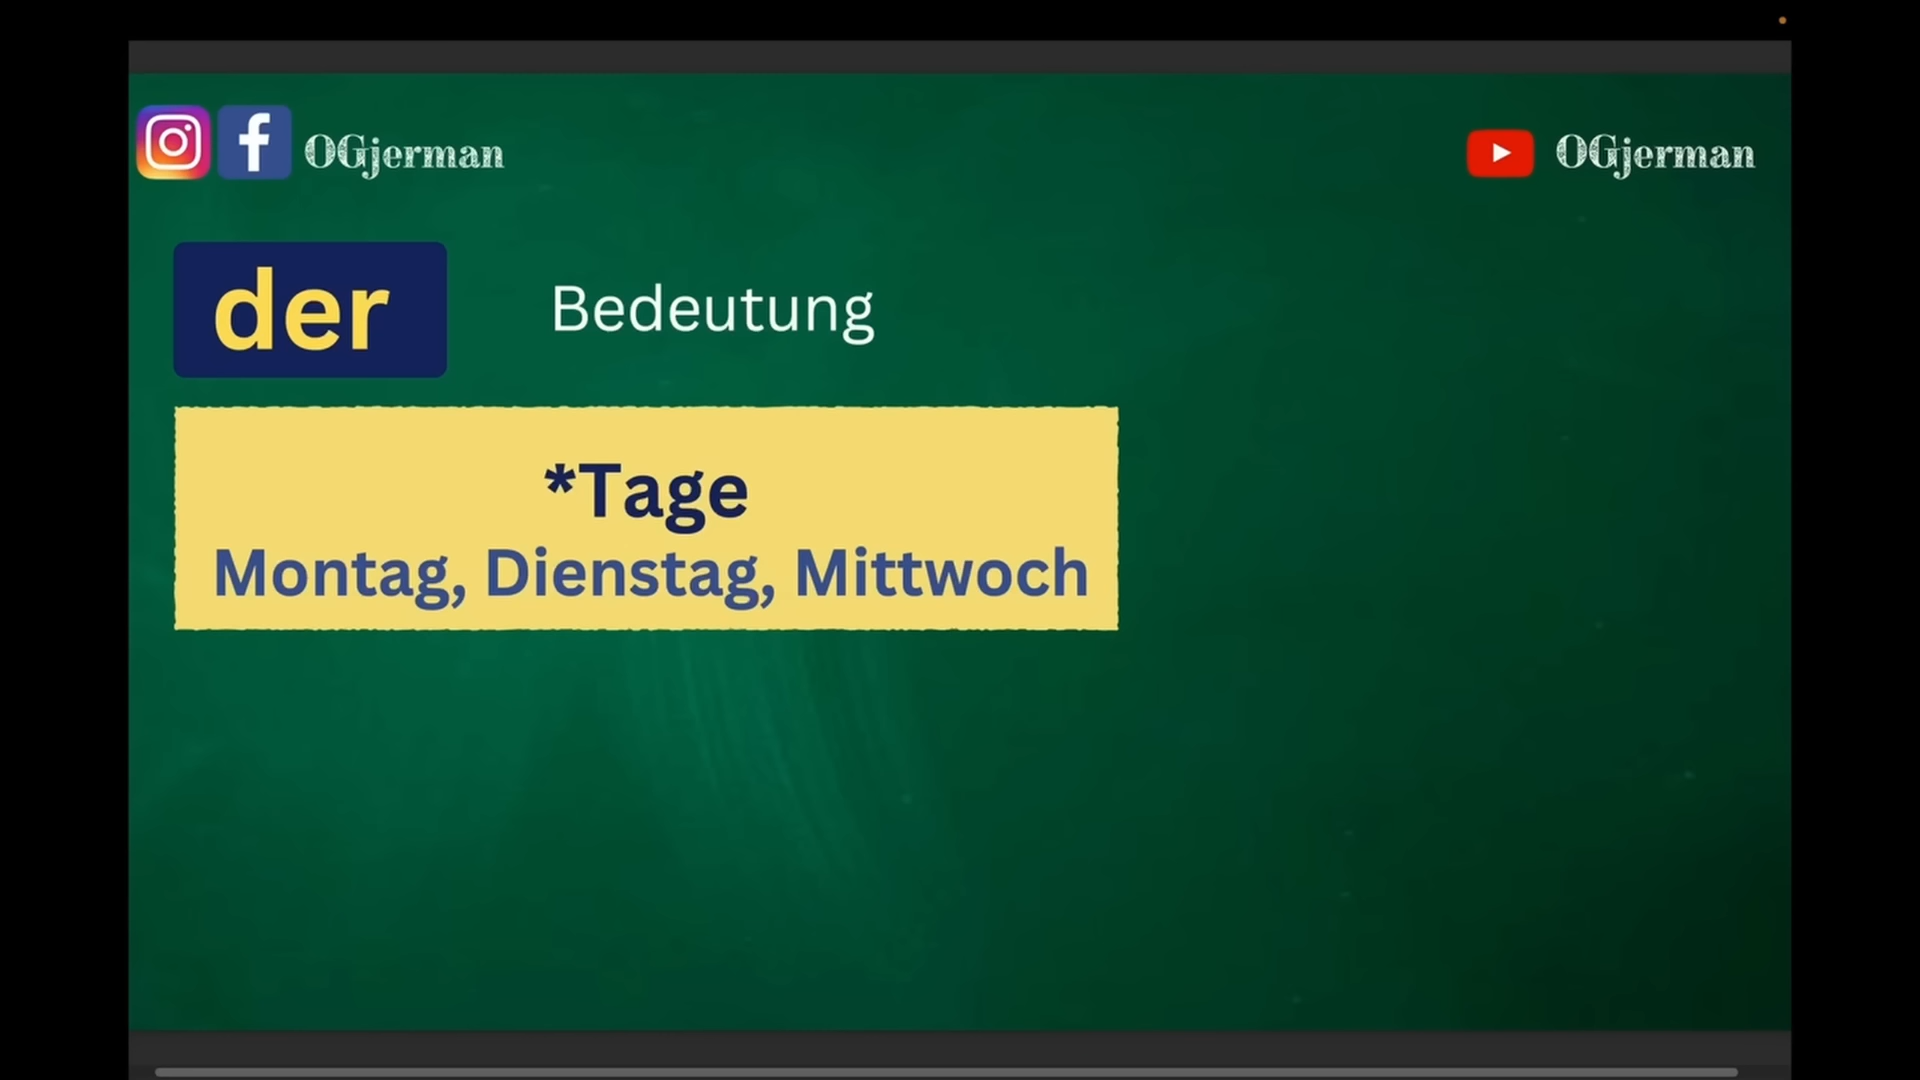 OGjerman
OGjerman
der
Bedeutung
*Tage
Montag, Dienstag, Mittwoch